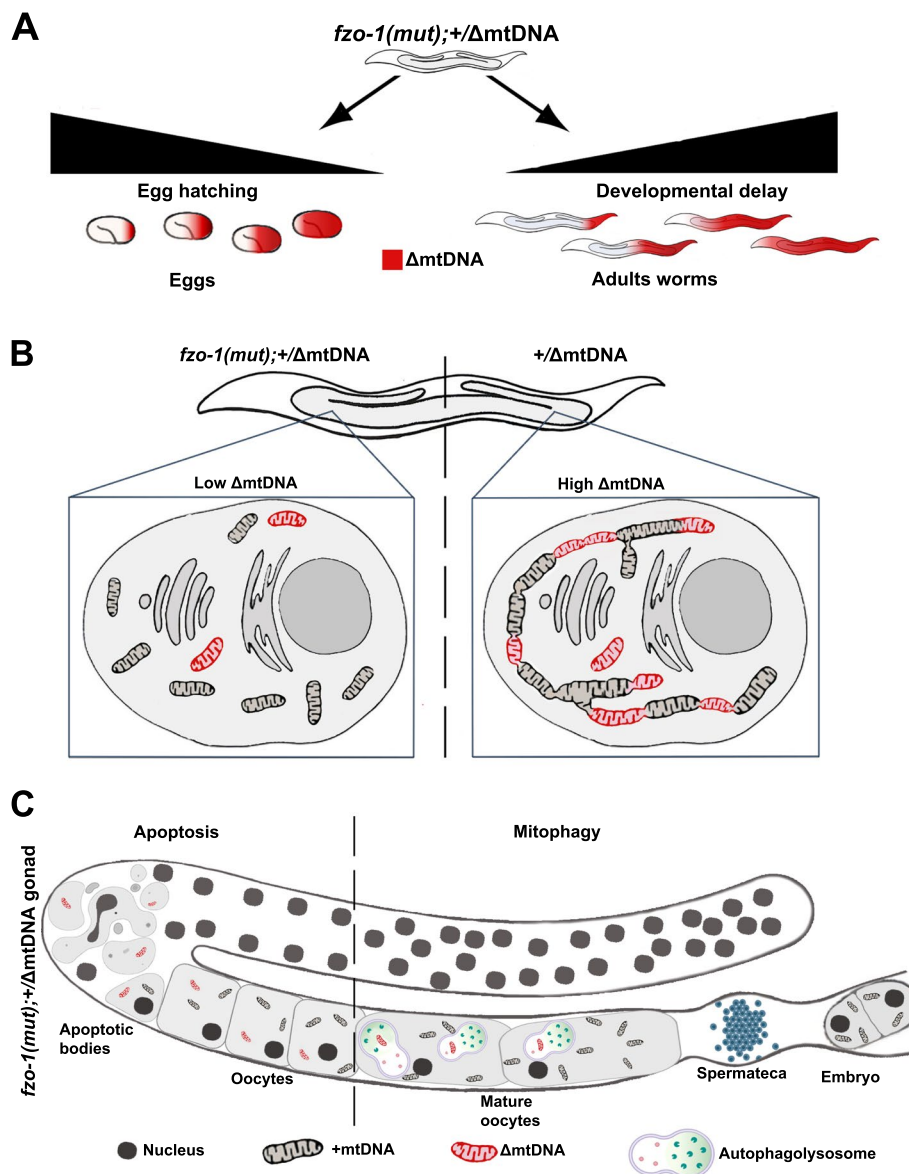 A
fzo-1(mut);+/ΔmtDNA
Egg hatching
Developmental delay
ΔmtDNA
Eggs
Adults worms
B
fzo-1(mut);+/ΔmtDNA
+/ΔmtDNA
Low ΔmtDNA
High ΔmtDNA
C
fzo-1(mut);+/ΔmtDNA gonad
Apoptosis
Mitophagy
Apoptotic
bodies
Oocytes
Mature
oocytes
Spermateca
Embryo
Nucleus
+mtDNA
ΔmtDNA
Autophagolysosome